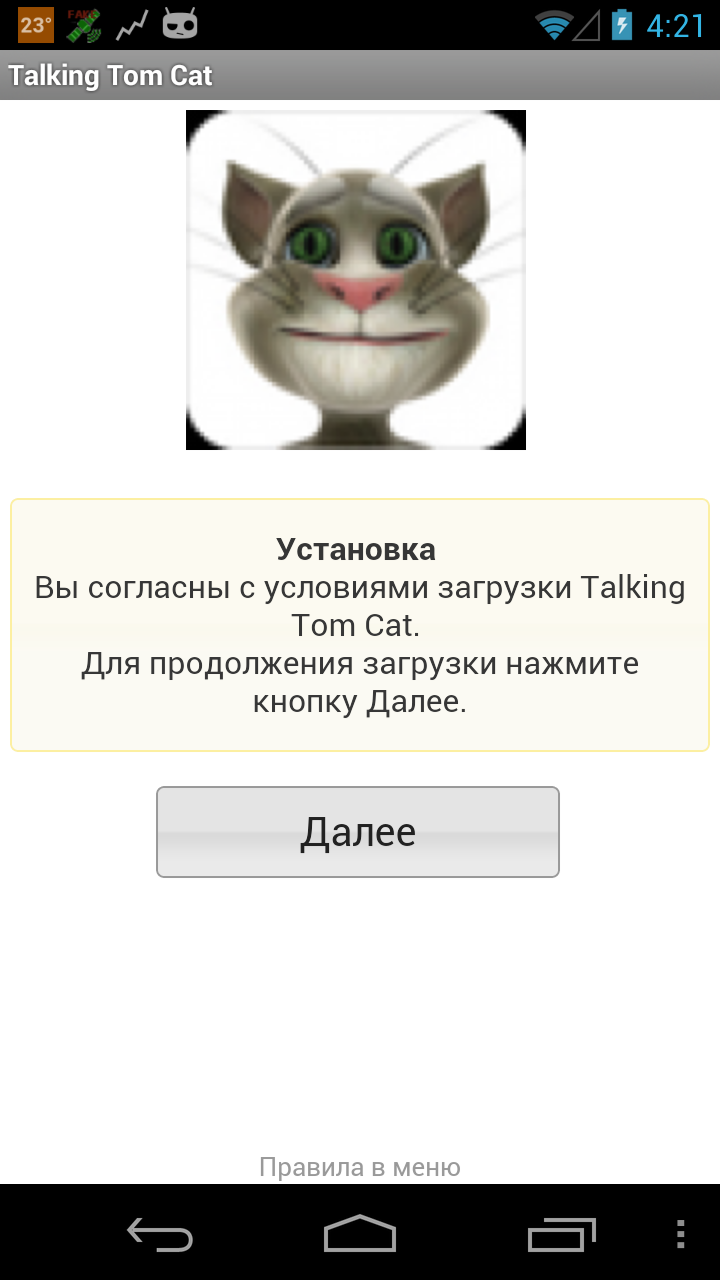 23°
FAKE
4:21
Talking Tom Cat
Установка
Вы согласны с условиями загрузки Talking
Tom Cat.
Для продолжения загрузки нажмите
кнопку Далее.
Далее
Правила в меню